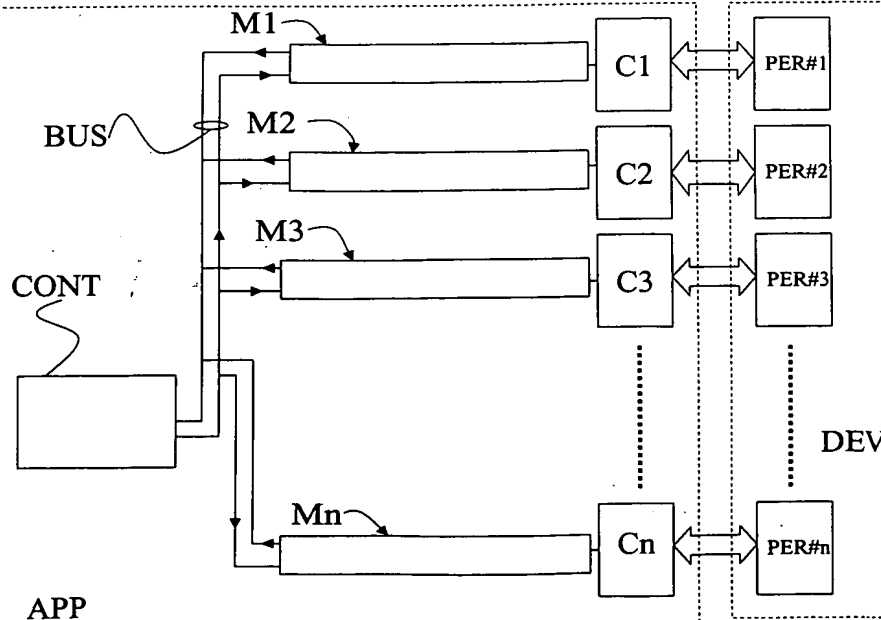 M1
C1
PER#1
BUS
M2
C2
PER#2
M3
C3
PER#3
CONT
DEV
Mn
Cn
PER#n
APP